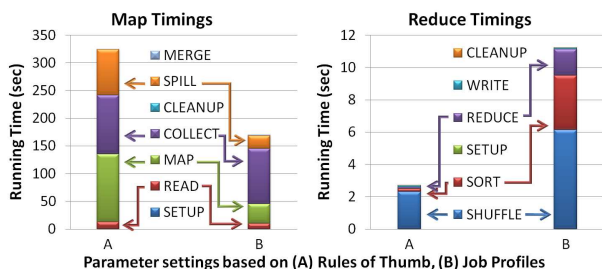 Map Timings
Running Time (sec)
350
300
250
200
150
100
50
0
MERGE
SPILL
CLEANUP
COLLECT
MAP
READ
SETUP
A
B
Reduce Timings
Running Time (sec)
12
10
8
6
4
2
0
CLEANUP
WRITE
REDUCE
SETUP
SORT
SHUFFLE
A
B
Parameter settings based on (A) Rules of Thumb, (B) Job Profiles